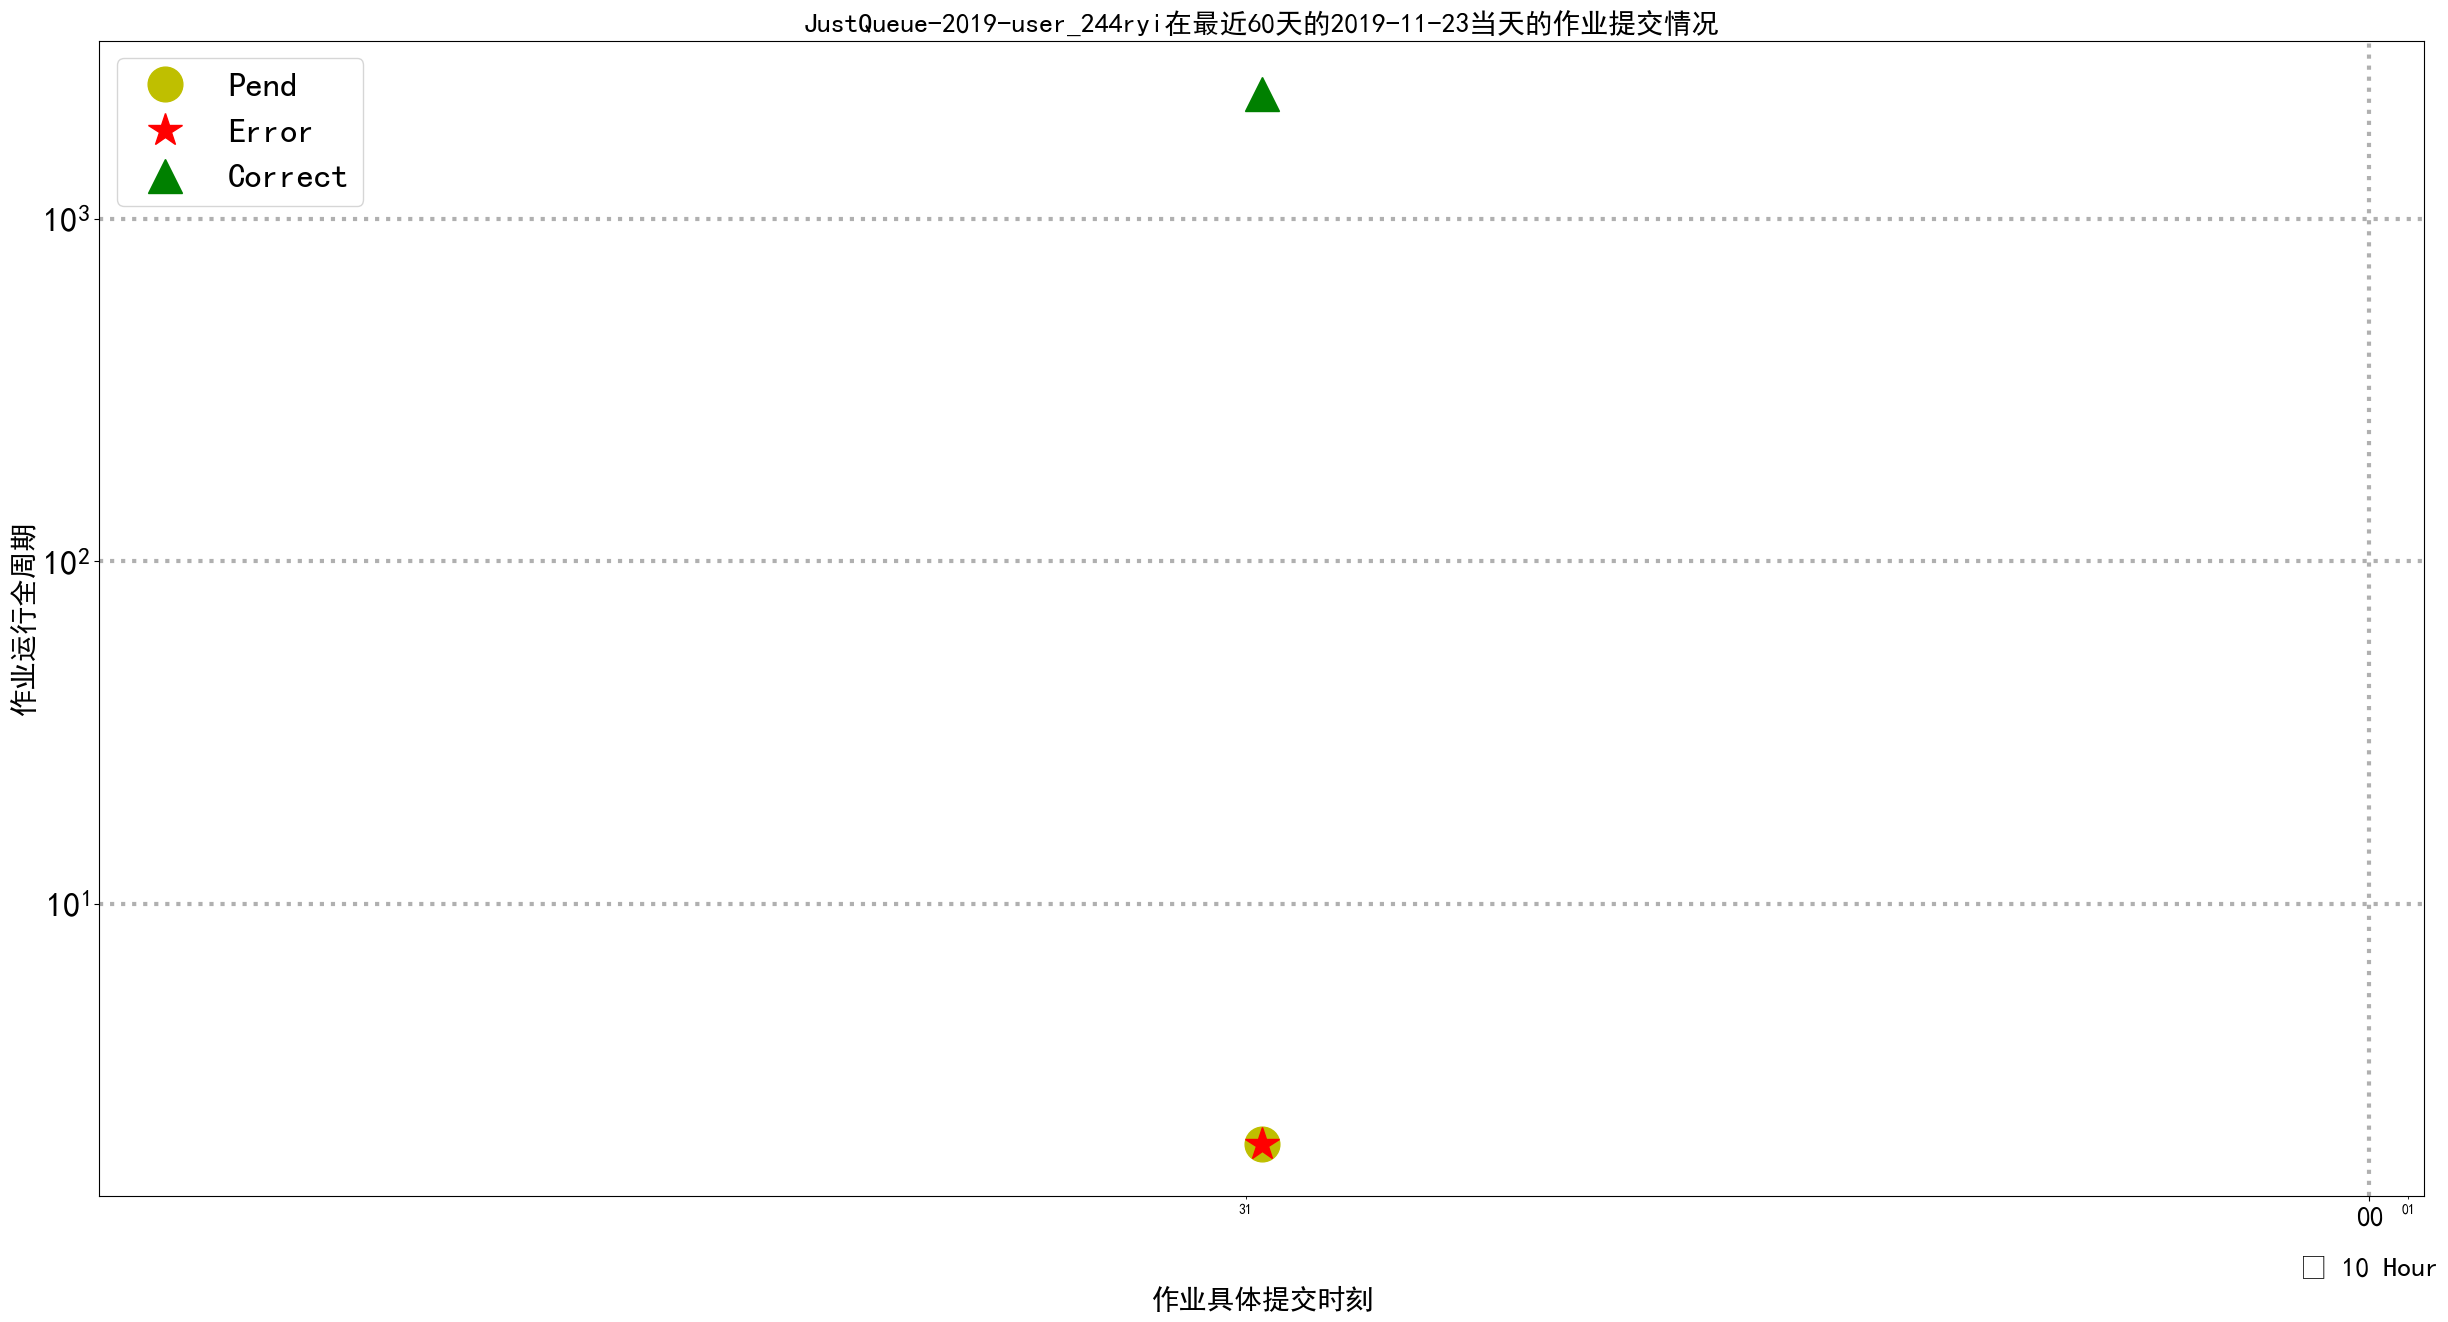 JustQueue-2019-user_244ryi在最近60天的2019-11-23当天的作业提交情况
Pend
Error
Correct
10³
10²
10¹
作业运行全周期
31
00
01
□ 10 Hour
作业具体提交时刻